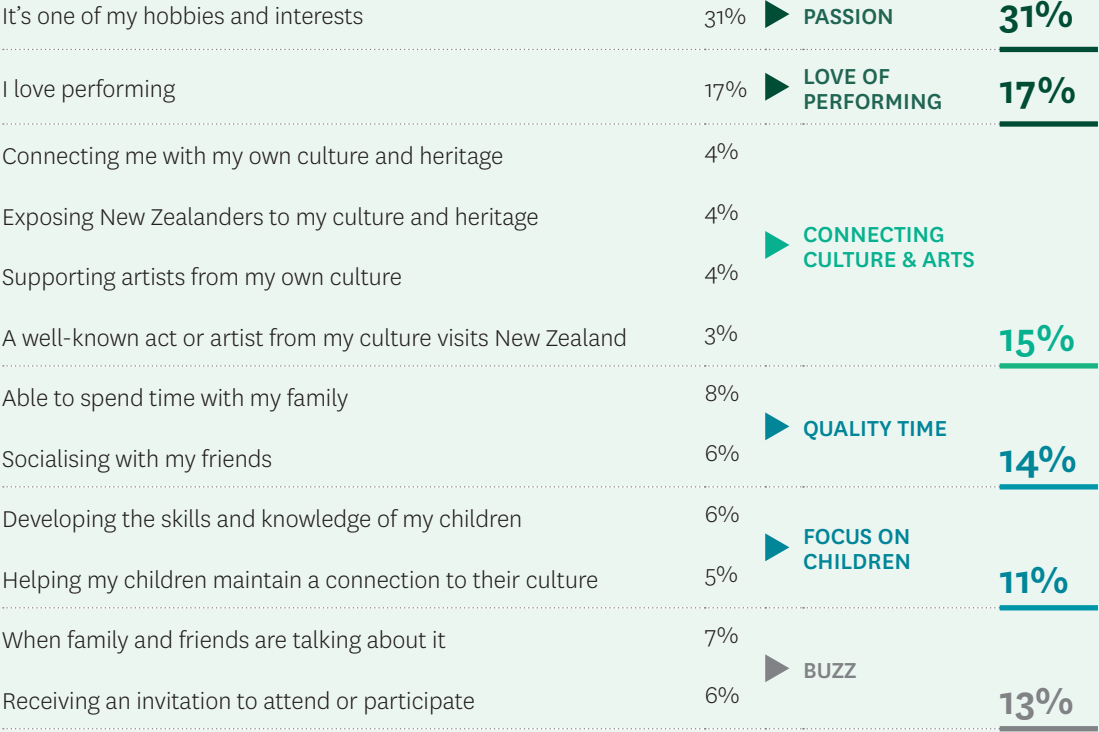 It’s one of my hobbies and interests 31% PASSION 31%
I love performing 17% LOVE OF PERFORMING 17%
Connecting me with my own culture and heritage 4%
Exposing New Zealanders to my culture and heritage 4%
CONNECTING
CULTURE & ARTS
Supporting artists from my own culture 4%
A well-known act or artist from my culture visits New Zealand 3% 15%
Able to spend time with my family 8%
QUALITY TIME
Socialising with my friends 6% 14%
Developing the skills and knowledge of my children 6%
FOCUS ON
CHILDREN
Helping my children maintain a connection to their culture 5% 11%
When family and friends are talking about it 7%
BUZZ
Receiving an invitation to attend or participate 6% 13%